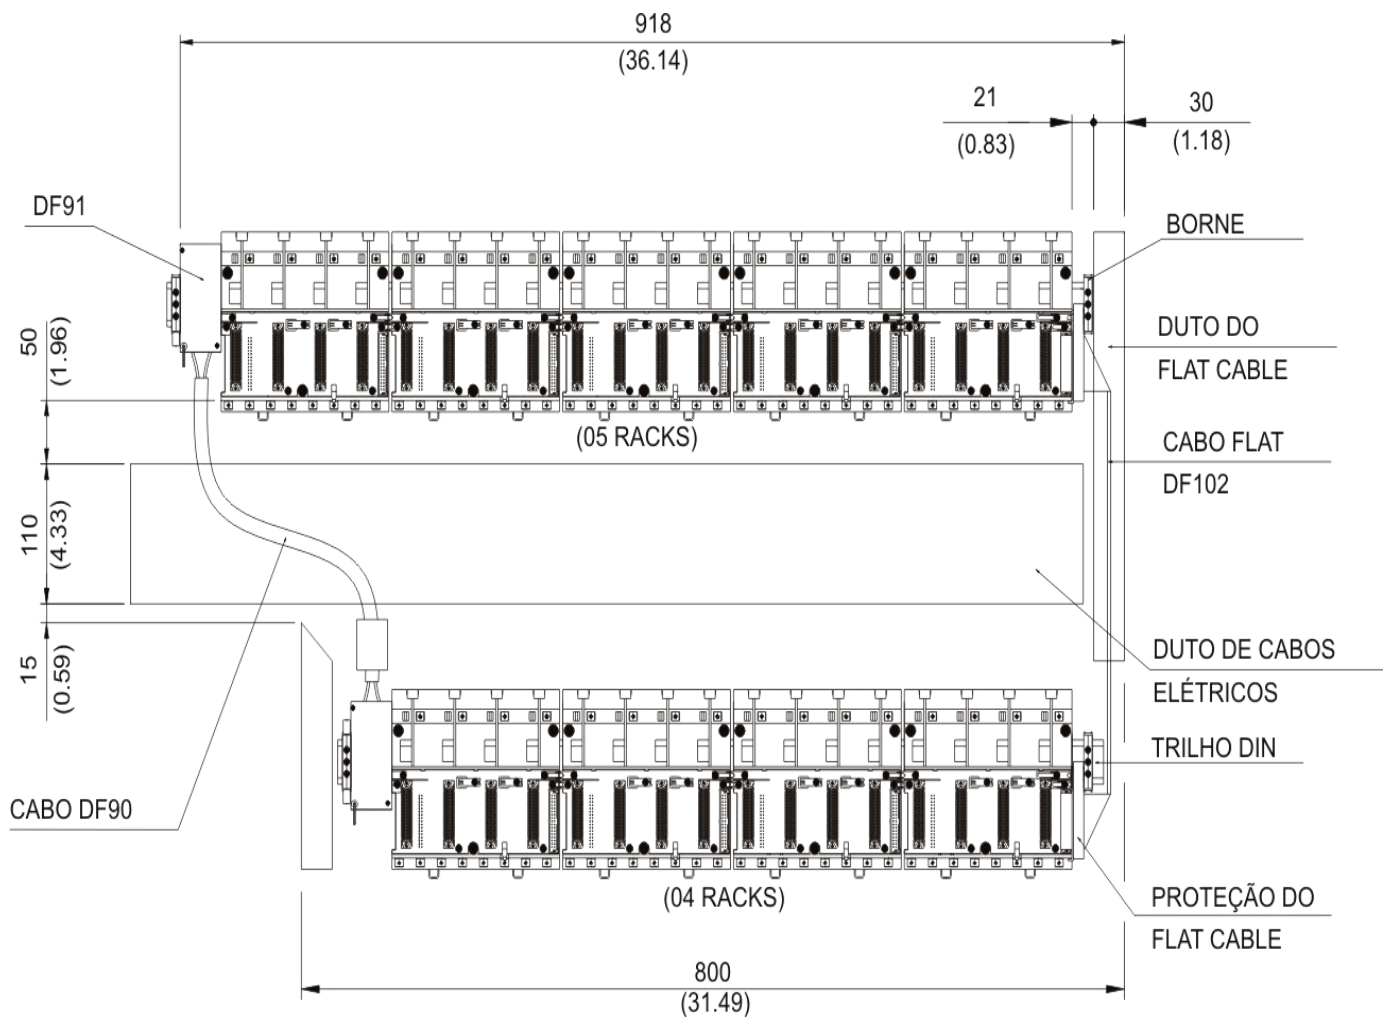 918
(36.14)
21
(0.83)
30
(1.18)
DF91
BORNE
50
(1.96)
DUTO DO
FLAT CABLE
(05 RACKS)
CABO FLAT
DF102
110
(4.33)
15
(0.59)
DUTO DE CABOS
ELÉTRICOS
TRILHO DIN
CABO DF90
(04 RACKS)
PROTEÇÃO DO
FLAT CABLE
800
(31.49)